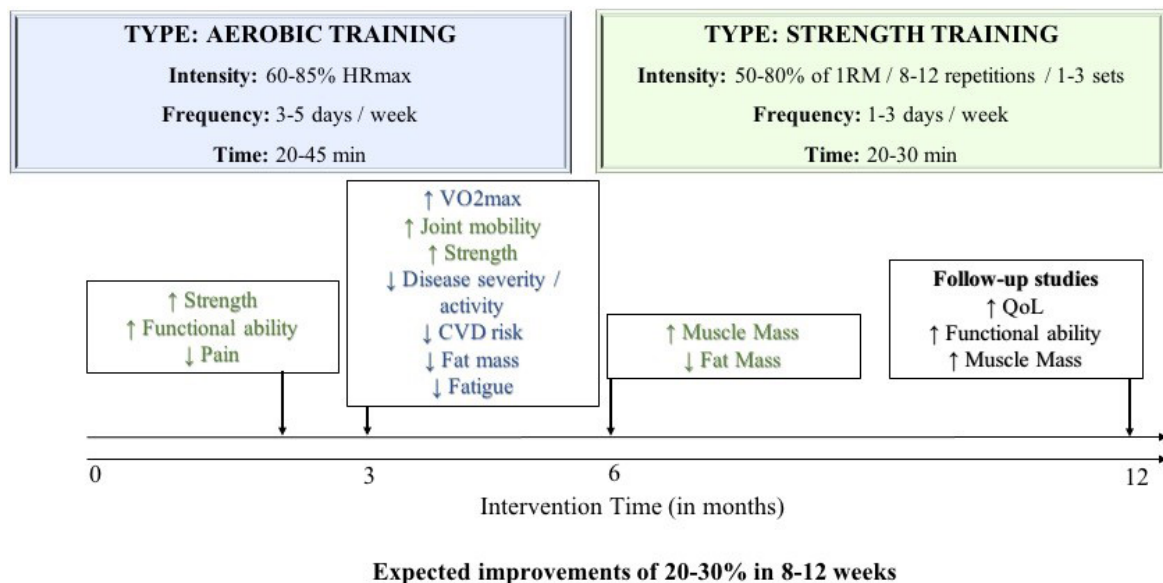 TYPE: AEROBIC TRAINING
Intensity: 60-85% HRmax
Frequency: 3-5 days / week
Time: 20-45 min
TYPE: STRENGTH TRAINING
Intensity: 50-80% of 1RM / 8-12 repetitions / 1-3 sets
Frequency: 1-3 days / week
Time: 20-30 min
↑ Strength
↑ Functional ability
↓ Pain
↑ VO2max
↑ Joint mobility
↑ Strength
↓ Disease severity /
activity
↓ CVD risk
↓ Fat mass
↓ Fatigue
↑ Muscle Mass
↓ Fat Mass
Follow-up studies
↑ QoL
↑ Functional ability
↑ Muscle Mass
0 3 6 12
Intervention Time (in months)
Expected improvements of 20-30% in 8-12 weeks